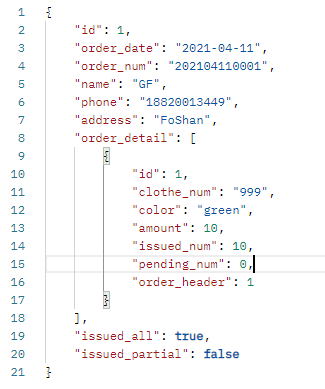 1 {
2 "id": 1,
3 "order_date": "2021-04-11",
4 "order_num": "202104110001",
5 "name": "GF",
6 "phone": "18820013449",
7 "address": "FoShan",
8 "order_detail": [
9 {
10 "id": 1,
11 "clothe_num": "999",
12 "color": "green",
13 "amount": 10,
14 "issued_num": 10,
15 "pending_num": 0,
16 "order_header": 1
17 }
18 ],
19 "issued_all": true,
20 "issued_partial": false
21 }